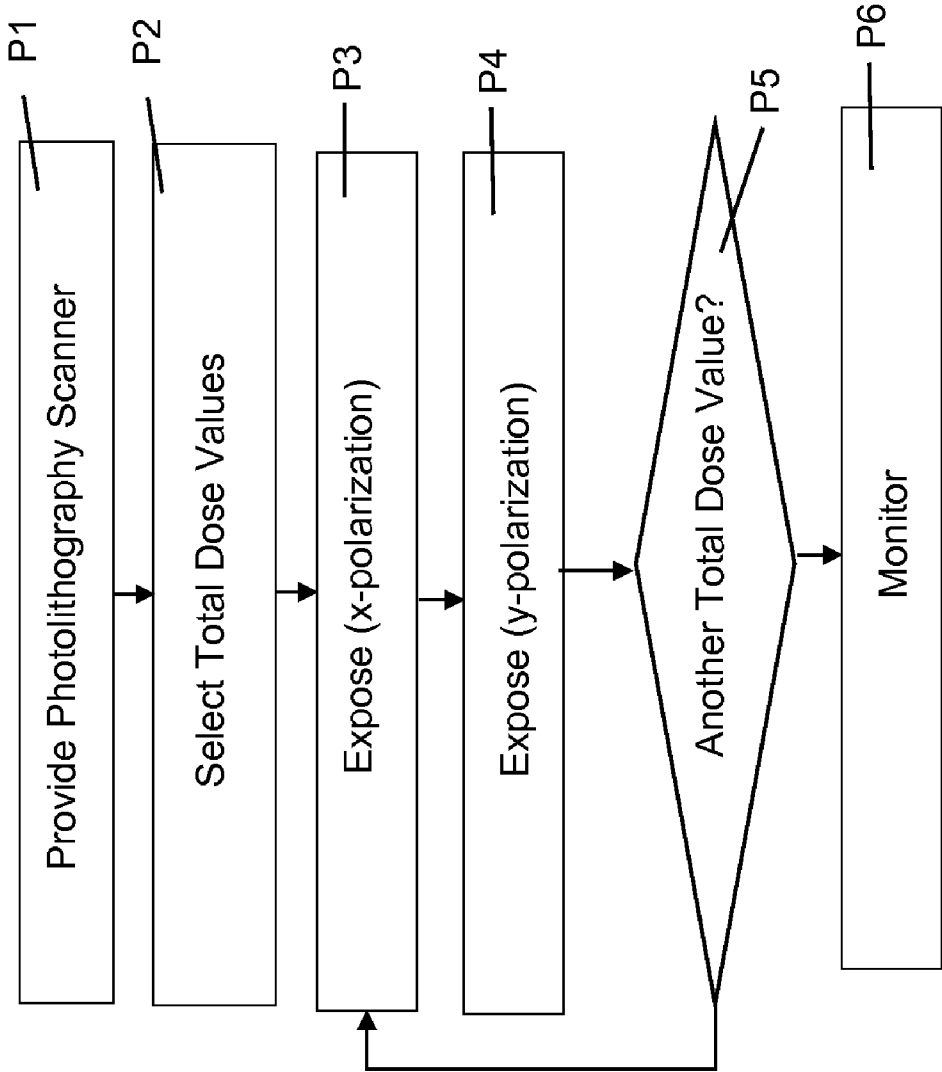 Provide Photolithography Scanner
P1
Select Total Dose Values
P2
Expose (x-polarization)
P3
Expose (y-polarization)
P4
Another Total Dose Value?
P5
Monitor
P6